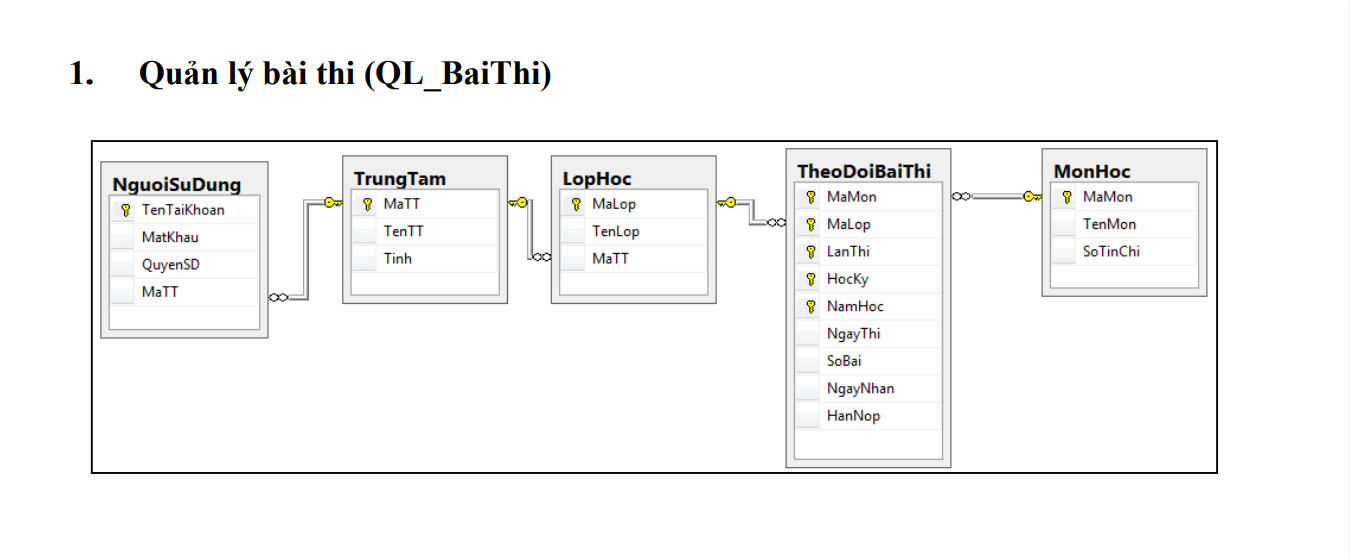 1. Quản lý bài thi (QL_BaiThi)
NguoiSuDung
TenTaiKhoan
MatKhau
QuyenSD
MaTT
TrungTam
MaTT
TenTT
Tinh
LopHoc
MaLop
TenLop
MaTT
TheoDoiBaiThi
MaMon
MaLop
LanThi
HocKy
NamHoc
NgayThi
SoBai
NgayNhan
HanNop
MonHoc
MaMon
TenMon
SoTinChi